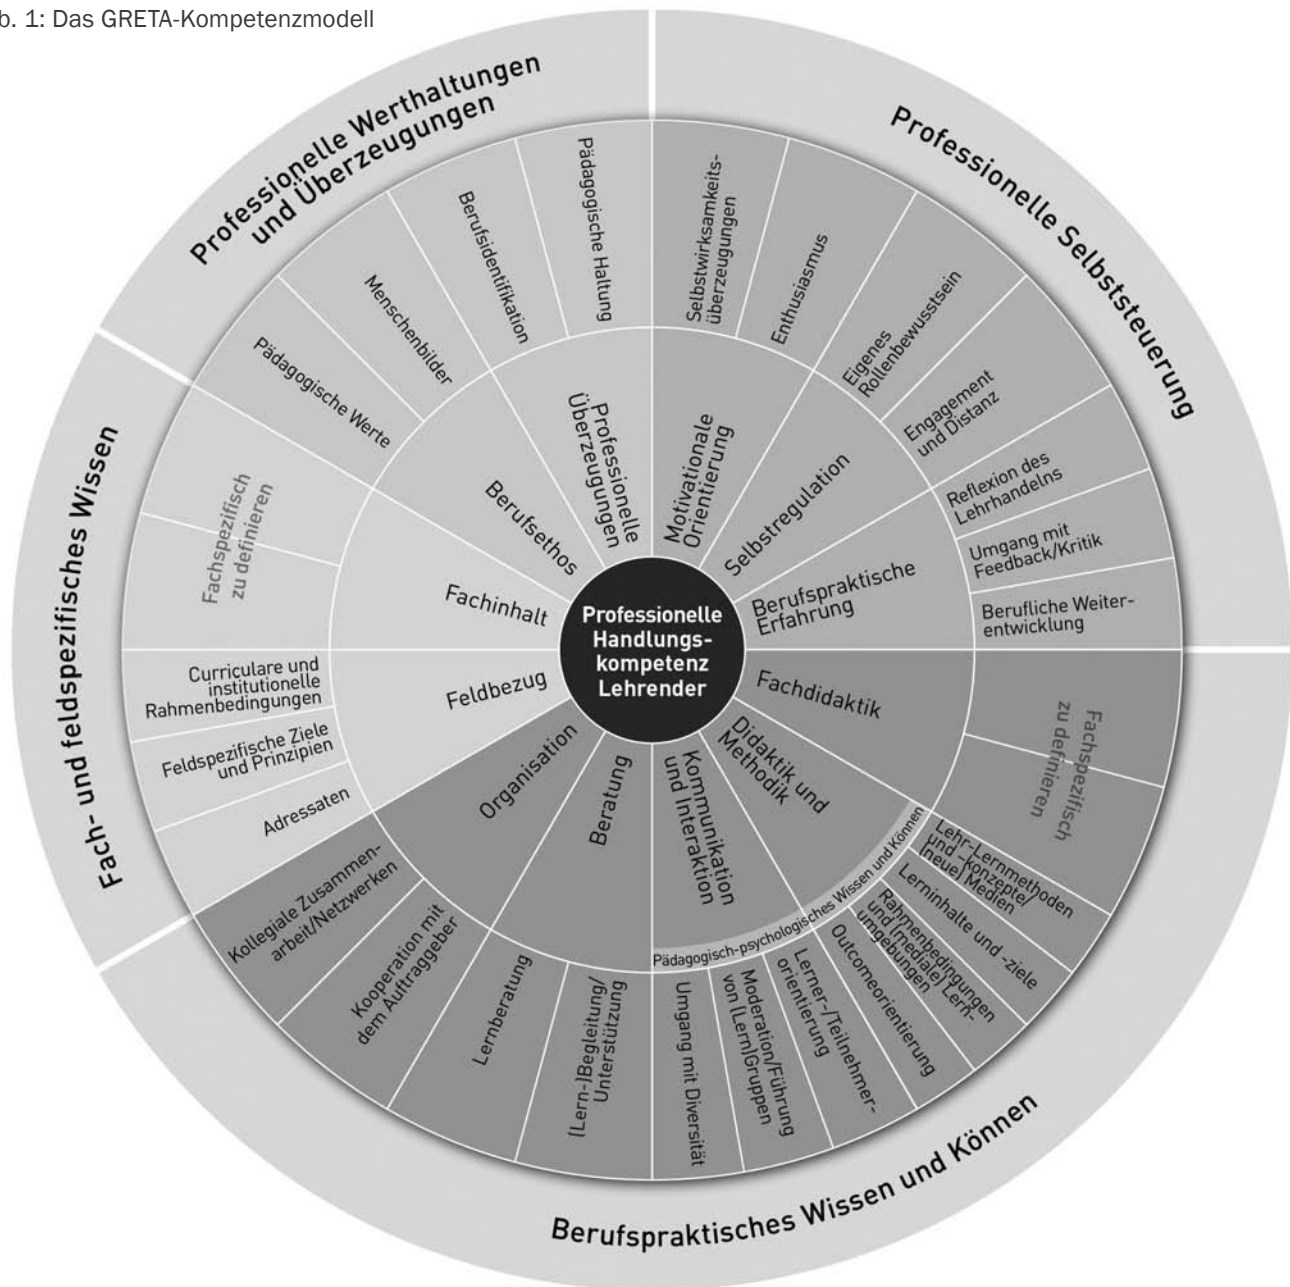 b. 1: Das GRETA-Kompetenzmodell
Professionelle Werthaltungen
und Überzeugungen
Professionelle Selbststeuerung
Fach- und feldspezifisches Wissen
Berufspraktisches Wissen und Können
Pädagogische Werte
Menschenbilder
Berufsidentifikation
Pädagogische Haltung
Selbstwirksamkeits-
überzeugungen
Enthusiasmus
Eigenes
Rollenbewusstsein
Engagement
und Distanz
Reflexion des
Lehrhandelns
Umgang mit
Feedback/Kritik
Berufliche Weiter-
entwicklung
Fachspezifisch
zu definieren
Lehr-Lernmethoden
und -konzepte/
(neue) Medien
Lerninhalte und -ziele
Rahmenbedingungen
und (mediale) Lern-
umgebungen
Outcomeorientierung
Lerner-/Teilnehmer-
orientierung
Moderation/Führung
von (Lern)Gruppen
Umgang mit Diversität
(Lern-)Begleitung/
Unterstützung
Lernberatung
Kooperation mit
dem Auftraggeber
Kollegiale Zusammen-
arbeit/Netzwerken
Adressaten
Feldspezifische Ziele
und Prinzipien
Curriculare und
institutionelle
Rahmenbedingungen
Fachspezifisch
zu definieren
Berufsethos
Professionelle
Überzeugungen
Motivationale
Orientierung
Selbstregulation
Berufspraktische
Erfahrung
Fachdidaktik
Didaktik und
Methodik
Kommunikation
und Interaktion
Pädagogisch-psychologisches Wissen und Können
Beratung
Organisation
Feldbezug
Fachinhalt
Professionelle
Handlungs-
kompetenz
Lehrender